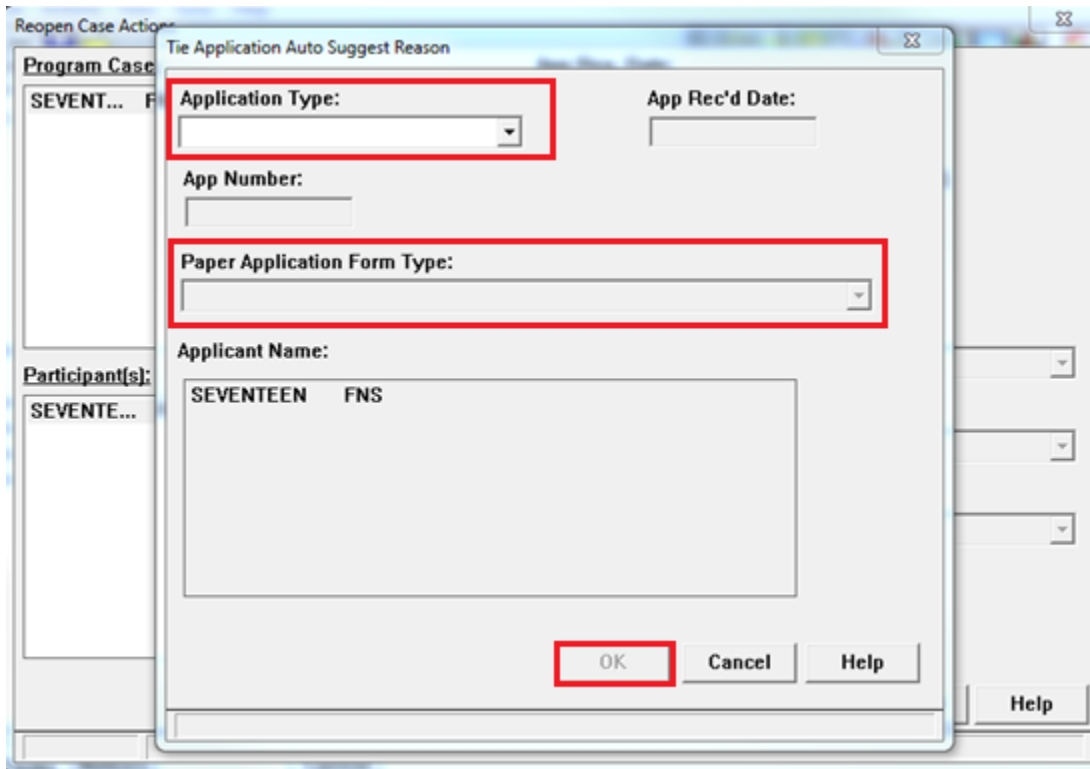 Reopen Case Actions
Tie Application Auto Suggest Reason
Program Case
SEVENT... F
Application Type:
App Rec'd Date:
App Number:
Paper Application Form Type:
Applicant Name:
SEVENTEEN FNS
Participant(s):
SEVENTE...
OK Cancel Help
Help